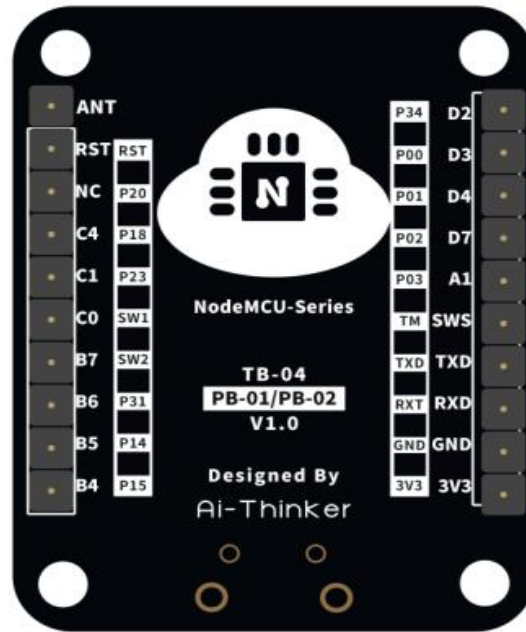 ANT P34 D2
RST RST P00 D3
NC P20 P01 D4
C4 P18 P02 D7
C1 P23 P03 A1
NodeMCU-Series
C0 SW1 TM SWS
B7 SW2 TXD TXD
TB-04
B6 P31 PB-01/PB-02 RXT RXD
V1.0
B5 P14 GND GND
Designed By
B4 P15 3V3 3V3
Ai-Thinker